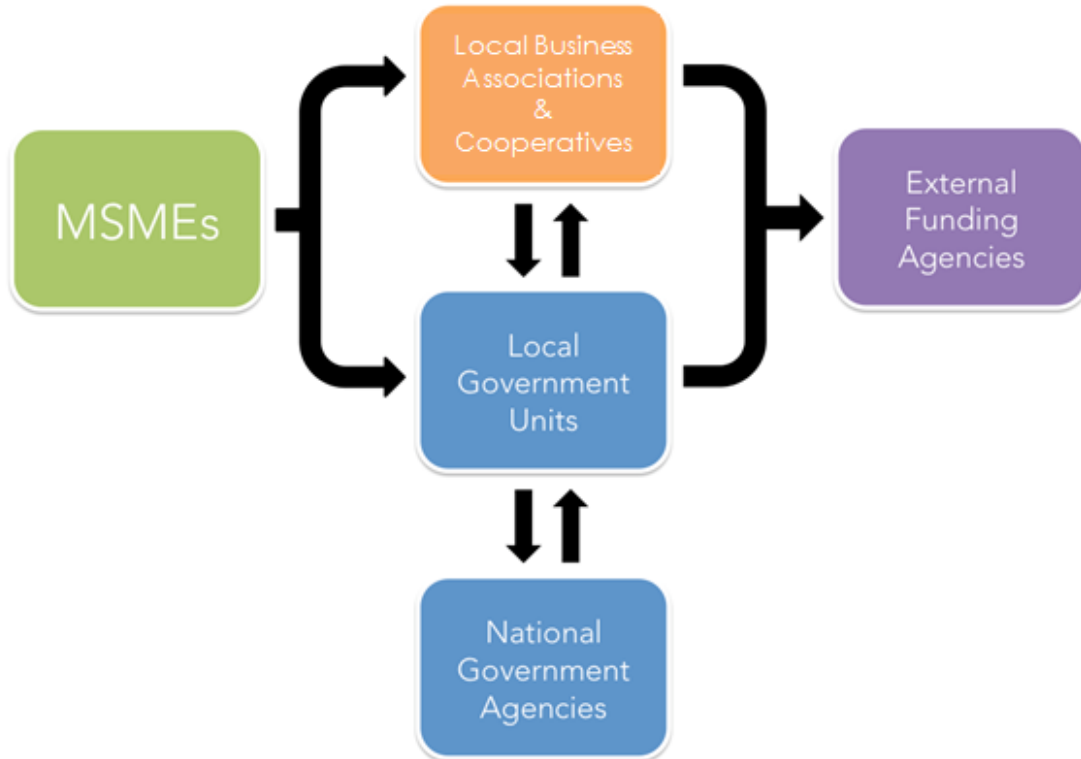 MSMEs
Local Business
Associations
&
Cooperatives
Local
Government
Units
National
Government
Agencies
External
Funding
Agencies